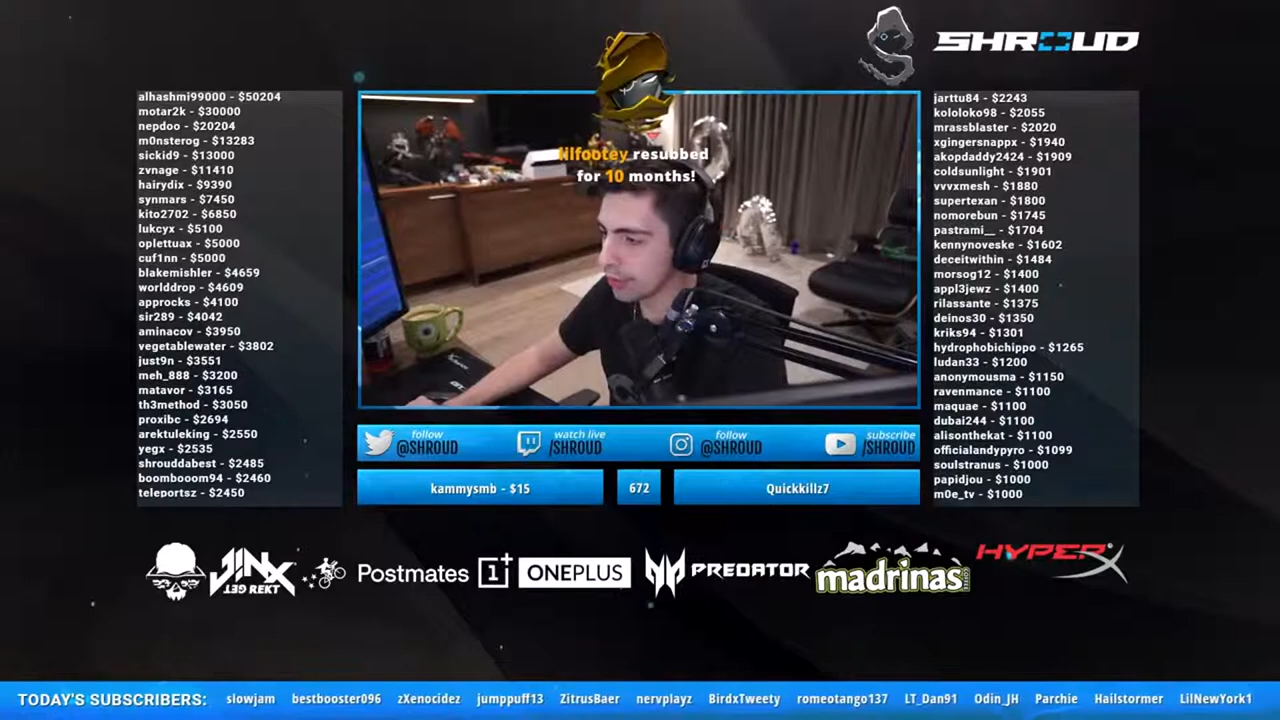 SHROUD
alhashmi99000 - $50204
motar2k - $30000
nepdoo - $20204
m0nsterog - $13283
sickid9 - $13000
zvnage - $11410
hairydix - $9390
synmars - $7450
kito2702 - $6850
lukcyx - $5100
oplettuax - $5000
cuf1nn - $5000
blakemishler - $4659
worlddrop - $4609
approcks - $4100
sir289 - $4042
aminacov - $3950
vegetablewater - $3802
just9n - $3551
meh_888 - $3200
matavor - $3165
th3method - $3050
proxibc - $2694
arektuleking - $2550
yegx - $2535
shrouddabest - $2485
boombooom94 - $2460
teleportsz - $2450
lilfootey resubbed
for 10 months!
jarttu84 - $2243
kololoko98 - $2055
mrassblaster - $2020
xgingersnappx - $1940
akopdaddy2424 - $1909
coldsunlight - $1901
vvvxmesh - $1880
supertexan - $1800
nomorebun - $1745
pastrami__ - $1704
kennynoveske - $1602
deceitwithin - $1484
morsog12 - $1400
appl3jewz - $1400
rilassante - $1375
deinos30 - $1350
kriks94 - $1301
hydrophobichippo - $1265
ludan33 - $1200
anonymousma - $1150
ravenmance - $1100
maquae - $1100
dubai244 - $1100
alisonthekat - $1100
officialandypyro - $1099
soulstranus - $1000
papidjou - $1000
m0e_tv - $1000
follow
@SHROUD
watch live
/SHROUD
follow
@SHROUD
subscribe
/SHROUD
kammysmb - $15
672
Quickkillz7
JINX
GET REKT
Postmates
1+
ONEPLUS
PREDATOR
madrinas
COFFEE
HYPERX
TODAY'S SUBSCRIBERS: slowjam bestbooster096 zXenocidez jumppuff13 ZitrusBaer nervplayz BirdxTweety romeotango137 LT_Dan91 Odin_JH Parchie Hailstormer LilNewYork1